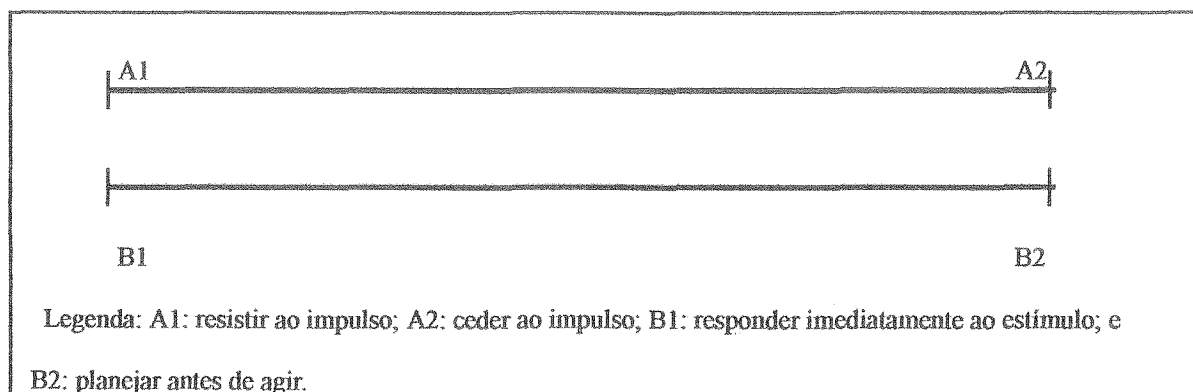 A1 A2
B1 B2
Legenda: A1: resistir ao impulso; A2: ceder ao impulso; B1: responder imediatamente ao estímulo; e
B2: planejar antes de agir.